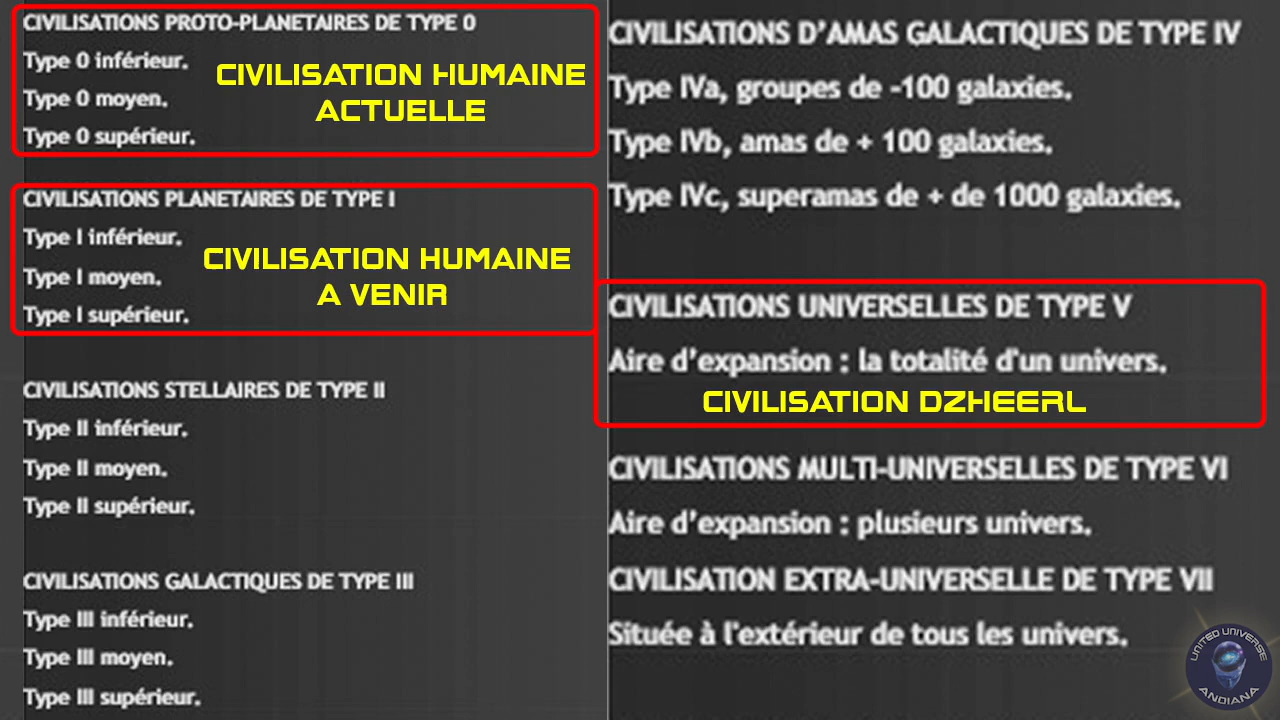 CIVILISATIONS PROTO-PLANETAIRES DE TYPE 0
Type 0 inférieur.
Type 0 moyen.
Type 0 supérieur.
CIVILISATION HUMAINE
ACTUELLE
CIVILISATIONS PLANETAIRES DE TYPE I
Type I inférieur.
Type I moyen.
Type I supérieur.
CIVILISATION HUMAINE
A VENIR
CIVILISATIONS STELLAIRES DE TYPE II
Type II inférieur.
Type II moyen.
Type II supérieur.
CIVILISATIONS GALACTIQUES DE TYPE III
Type III inférieur.
Type III moyen.
Type III supérieur.
CIVILISATIONS D'AMAS GALACTIQUES DE TYPE IV
Type IVa, groupes de -100 galaxies.
Type IVb, amas de + 100 galaxies.
Type IVc, superamas de + de 1000 galaxies.
CIVILISATIONS UNIVERSELLES DE TYPE V
Aire d'expansion : la totalité d'un univers.
CIVILISATION DZHEERL
CIVILISATIONS MULTI-UNIVERSELLES DE TYPE VI
Aire d'expansion : plusieurs univers.
CIVILISATION EXTRA-UNIVERSELLE DE TYPE VII
Située à l'extérieur de tous les univers.
UNITED UNIVERSE
ANDIANA